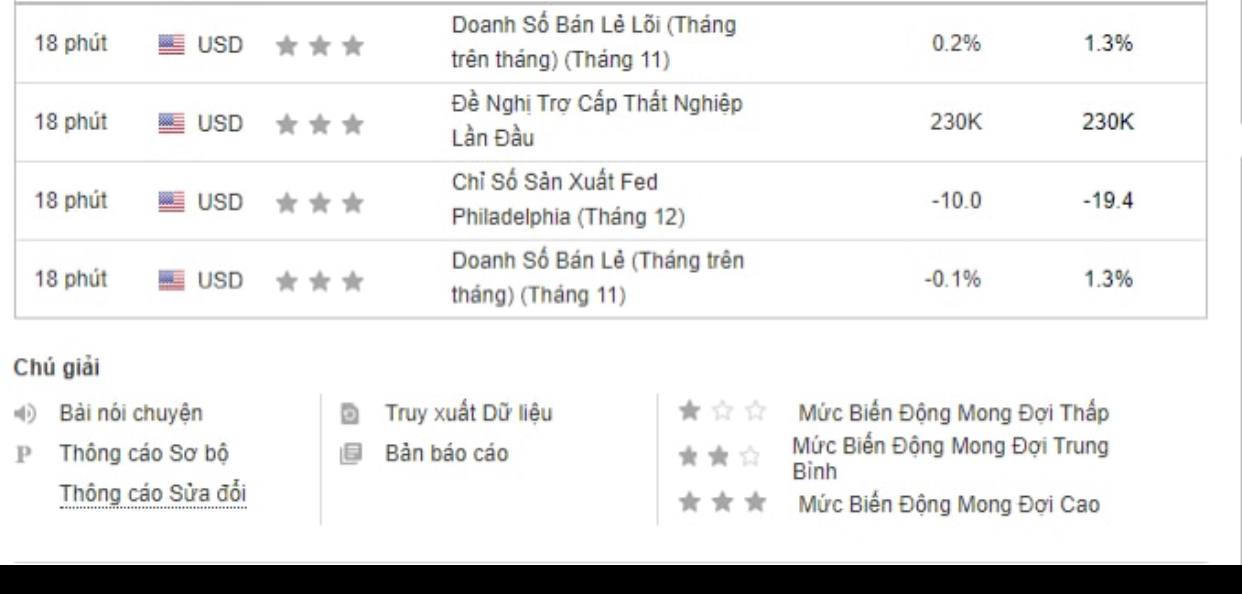 18 phút USD Doanh Số Bán Lẻ Lõi (Tháng 0.2% 1.3%
trên tháng) (Tháng 11)
18 phút USD Đề Nghị Trợ Cấp Thất Nghiệp 230K 230K
Lần Đầu
18 phút USD Chỉ Số Sản Xuất Fed -10.0 -19.4
Philadelphia (Tháng 12)
18 phút USD Doanh Số Bán Lẻ (Tháng trên -0.1% 1.3%
tháng) (Tháng 11)
Chú giải
Bài nói chuyện
P Thông cáo Sơ bộ
Thông cáo Sửa đổi
Truy xuất Dữ liệu
Bản báo cáo
Mức Biến Động Mong Đợi Thấp
Mức Biến Động Mong Đợi Trung
Bình
Mức Biến Động Mong Đợi Cao